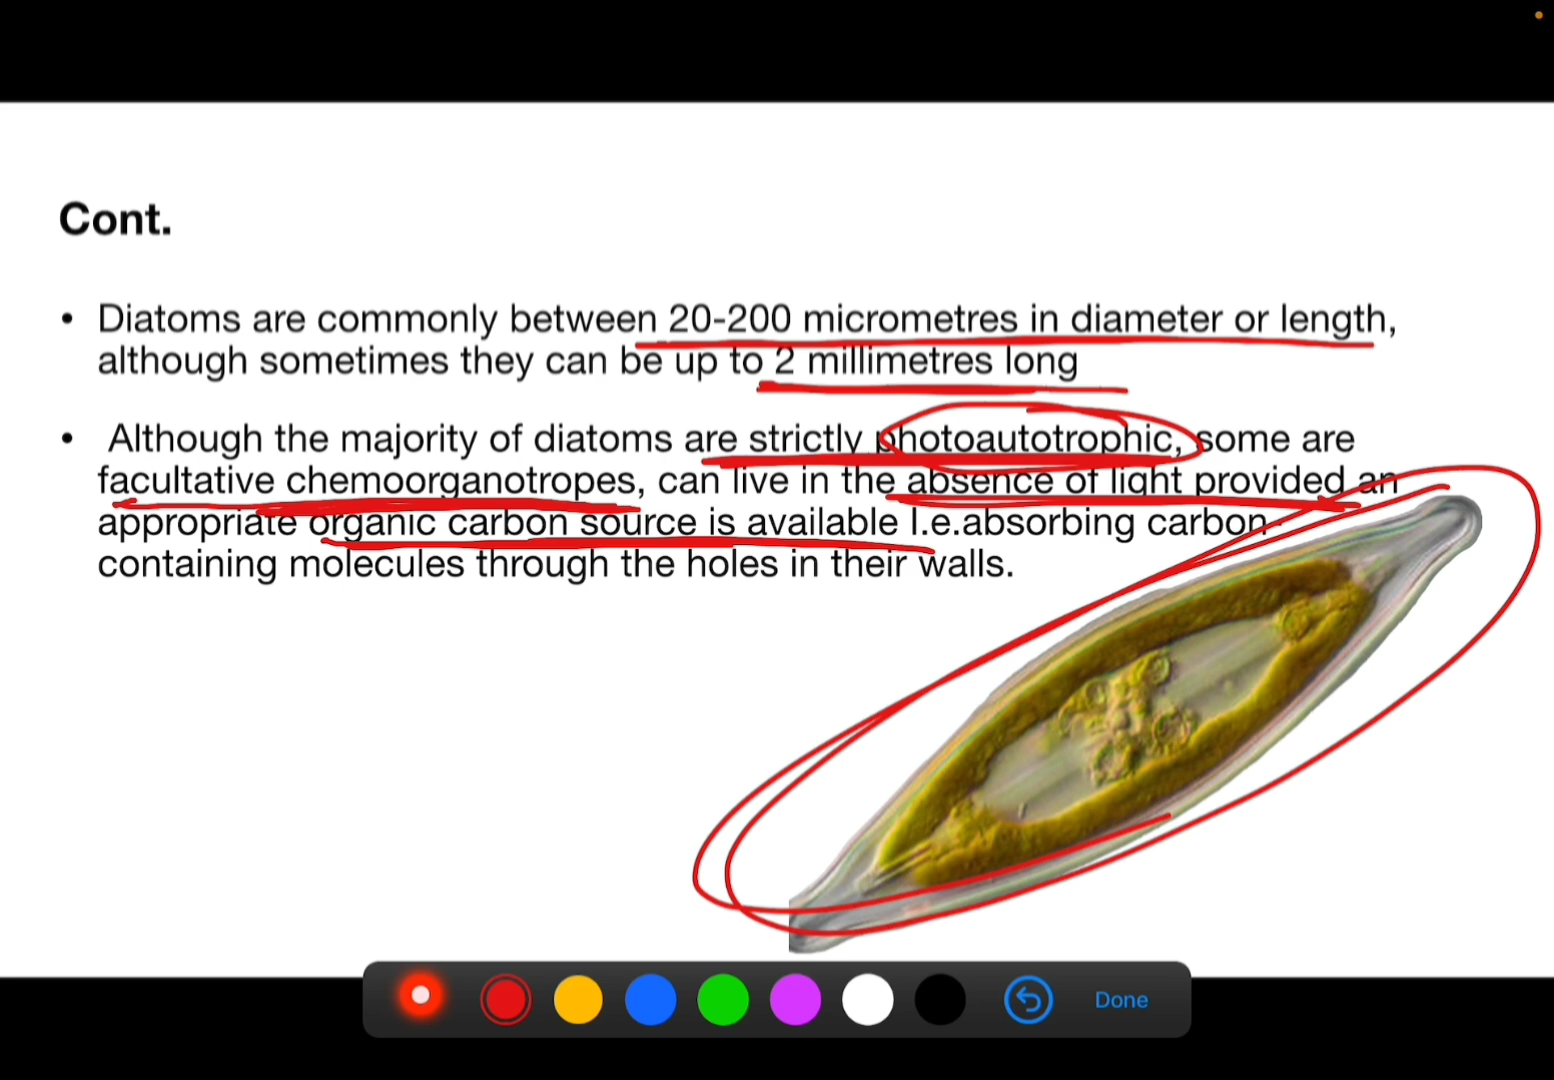 Cont.
• Diatoms are commonly between 20-200 micrometres in diameter or length,
although sometimes they can be up to 2 millimetres long
• Although the majority of diatoms are strictly photoautotrophic, some are
facultative chemoorganotropes, can live in the absence of light provided an
appropriate organic carbon source is available I.e.absorbing carbon-
containing molecules through the holes in their walls.
Done